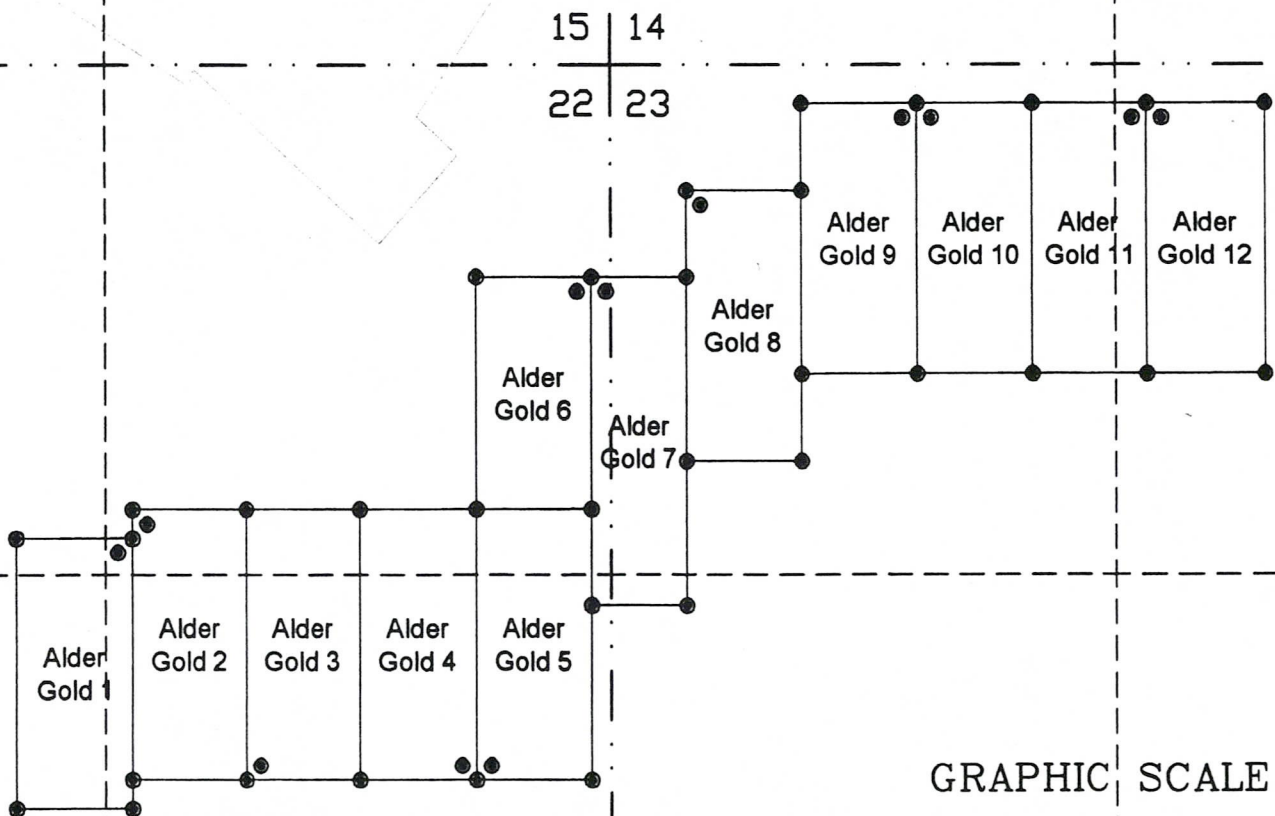 15 14
22 23
Alder
Gold 9
Alder
Gold 10
Alder
Gold 11
Alder
Gold 12
Alder
Gold 8
Alder
Gold 6
Alder
Gold 7
Alder
Gold 1
Alder
Gold 2
Alder
Gold 3
Alder
Gold 4
Alder
Gold 5
GRAPHIC SCALE